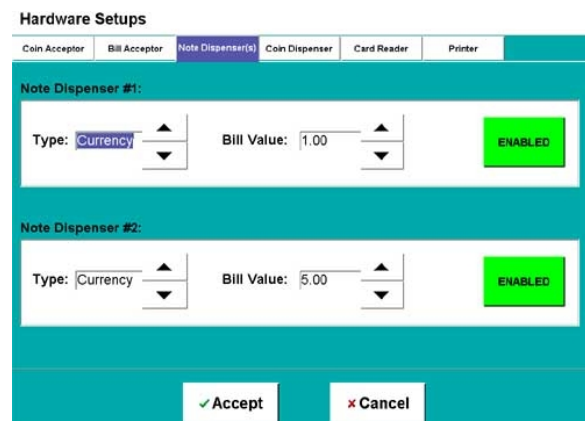 Hardware Setups
Coin Acceptor Bill Acceptor Note Dispenser(s) Coin Dispenser Card Reader Printer
Note Dispenser #1:
Type: Currency Bill Value: 1.00 ENABLED
Note Dispenser #2:
Type: Currency Bill Value: 5.00 ENABLED
Accept Cancel